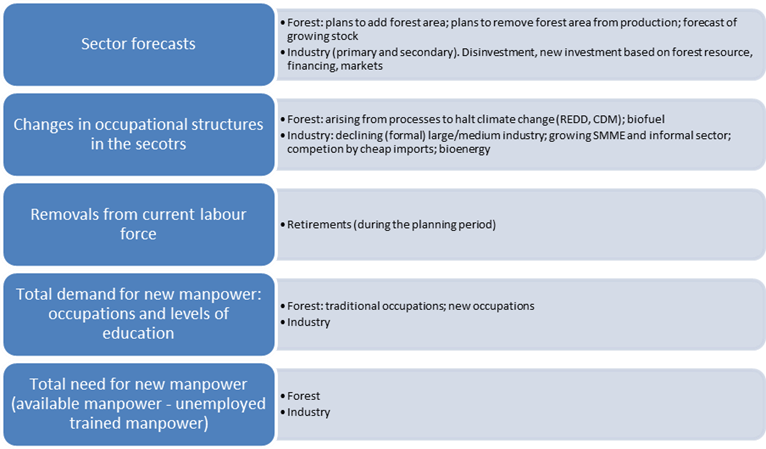 Sector forecasts
• Forest: plans to add forest area; plans to remove forest area from production; forecast of
growing stock
• Industry (primary and secondary). Disinvestment, new investment based on forest resource,
financing, markets
Changes in occupational structures
in the secotrs
• Forest: arising from processes to halt climate change (REDD, CDM); biofuel
• Industry: declining (formal) large/medium industry; growing SMME and informal sector;
competion by cheap imports; bioenergy
Removals from current labour
force
• Retirements (during the planning period)
Total demand for new manpower:
occupations and levels of
education
• Forest: traditional occupations; new occupations
• Industry
Total need for new manpower
(available manpower - unemployed
trained manpower)
• Forest
• Industry